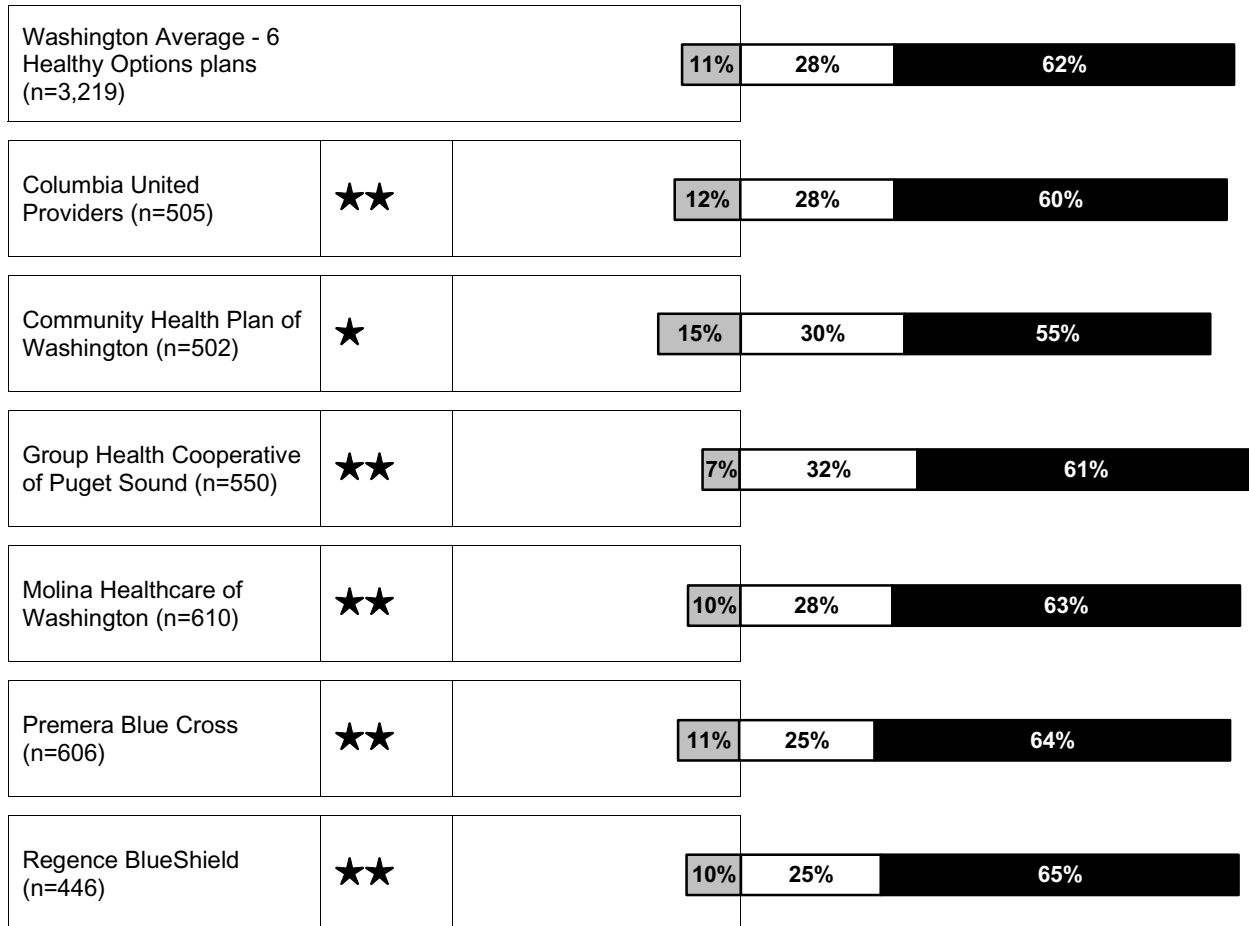 Washington Average - 6
Healthy Options plans
(n=3,219)
11% 28% 62%
Columbia United
Providers (n=505)
★★
12% 28% 60%
Community Health Plan of
Washington (n=502)
★
15% 30% 55%
Group Health Cooperative
of Puget Sound (n=550)
★★
7% 32% 61%
Molina Healthcare of
Washington (n=610)
★★
10% 28% 63%
Premera Blue Cross
(n=606)
★★
11% 25% 64%
Regence BlueShield
(n=446)
★★
10% 25% 65%